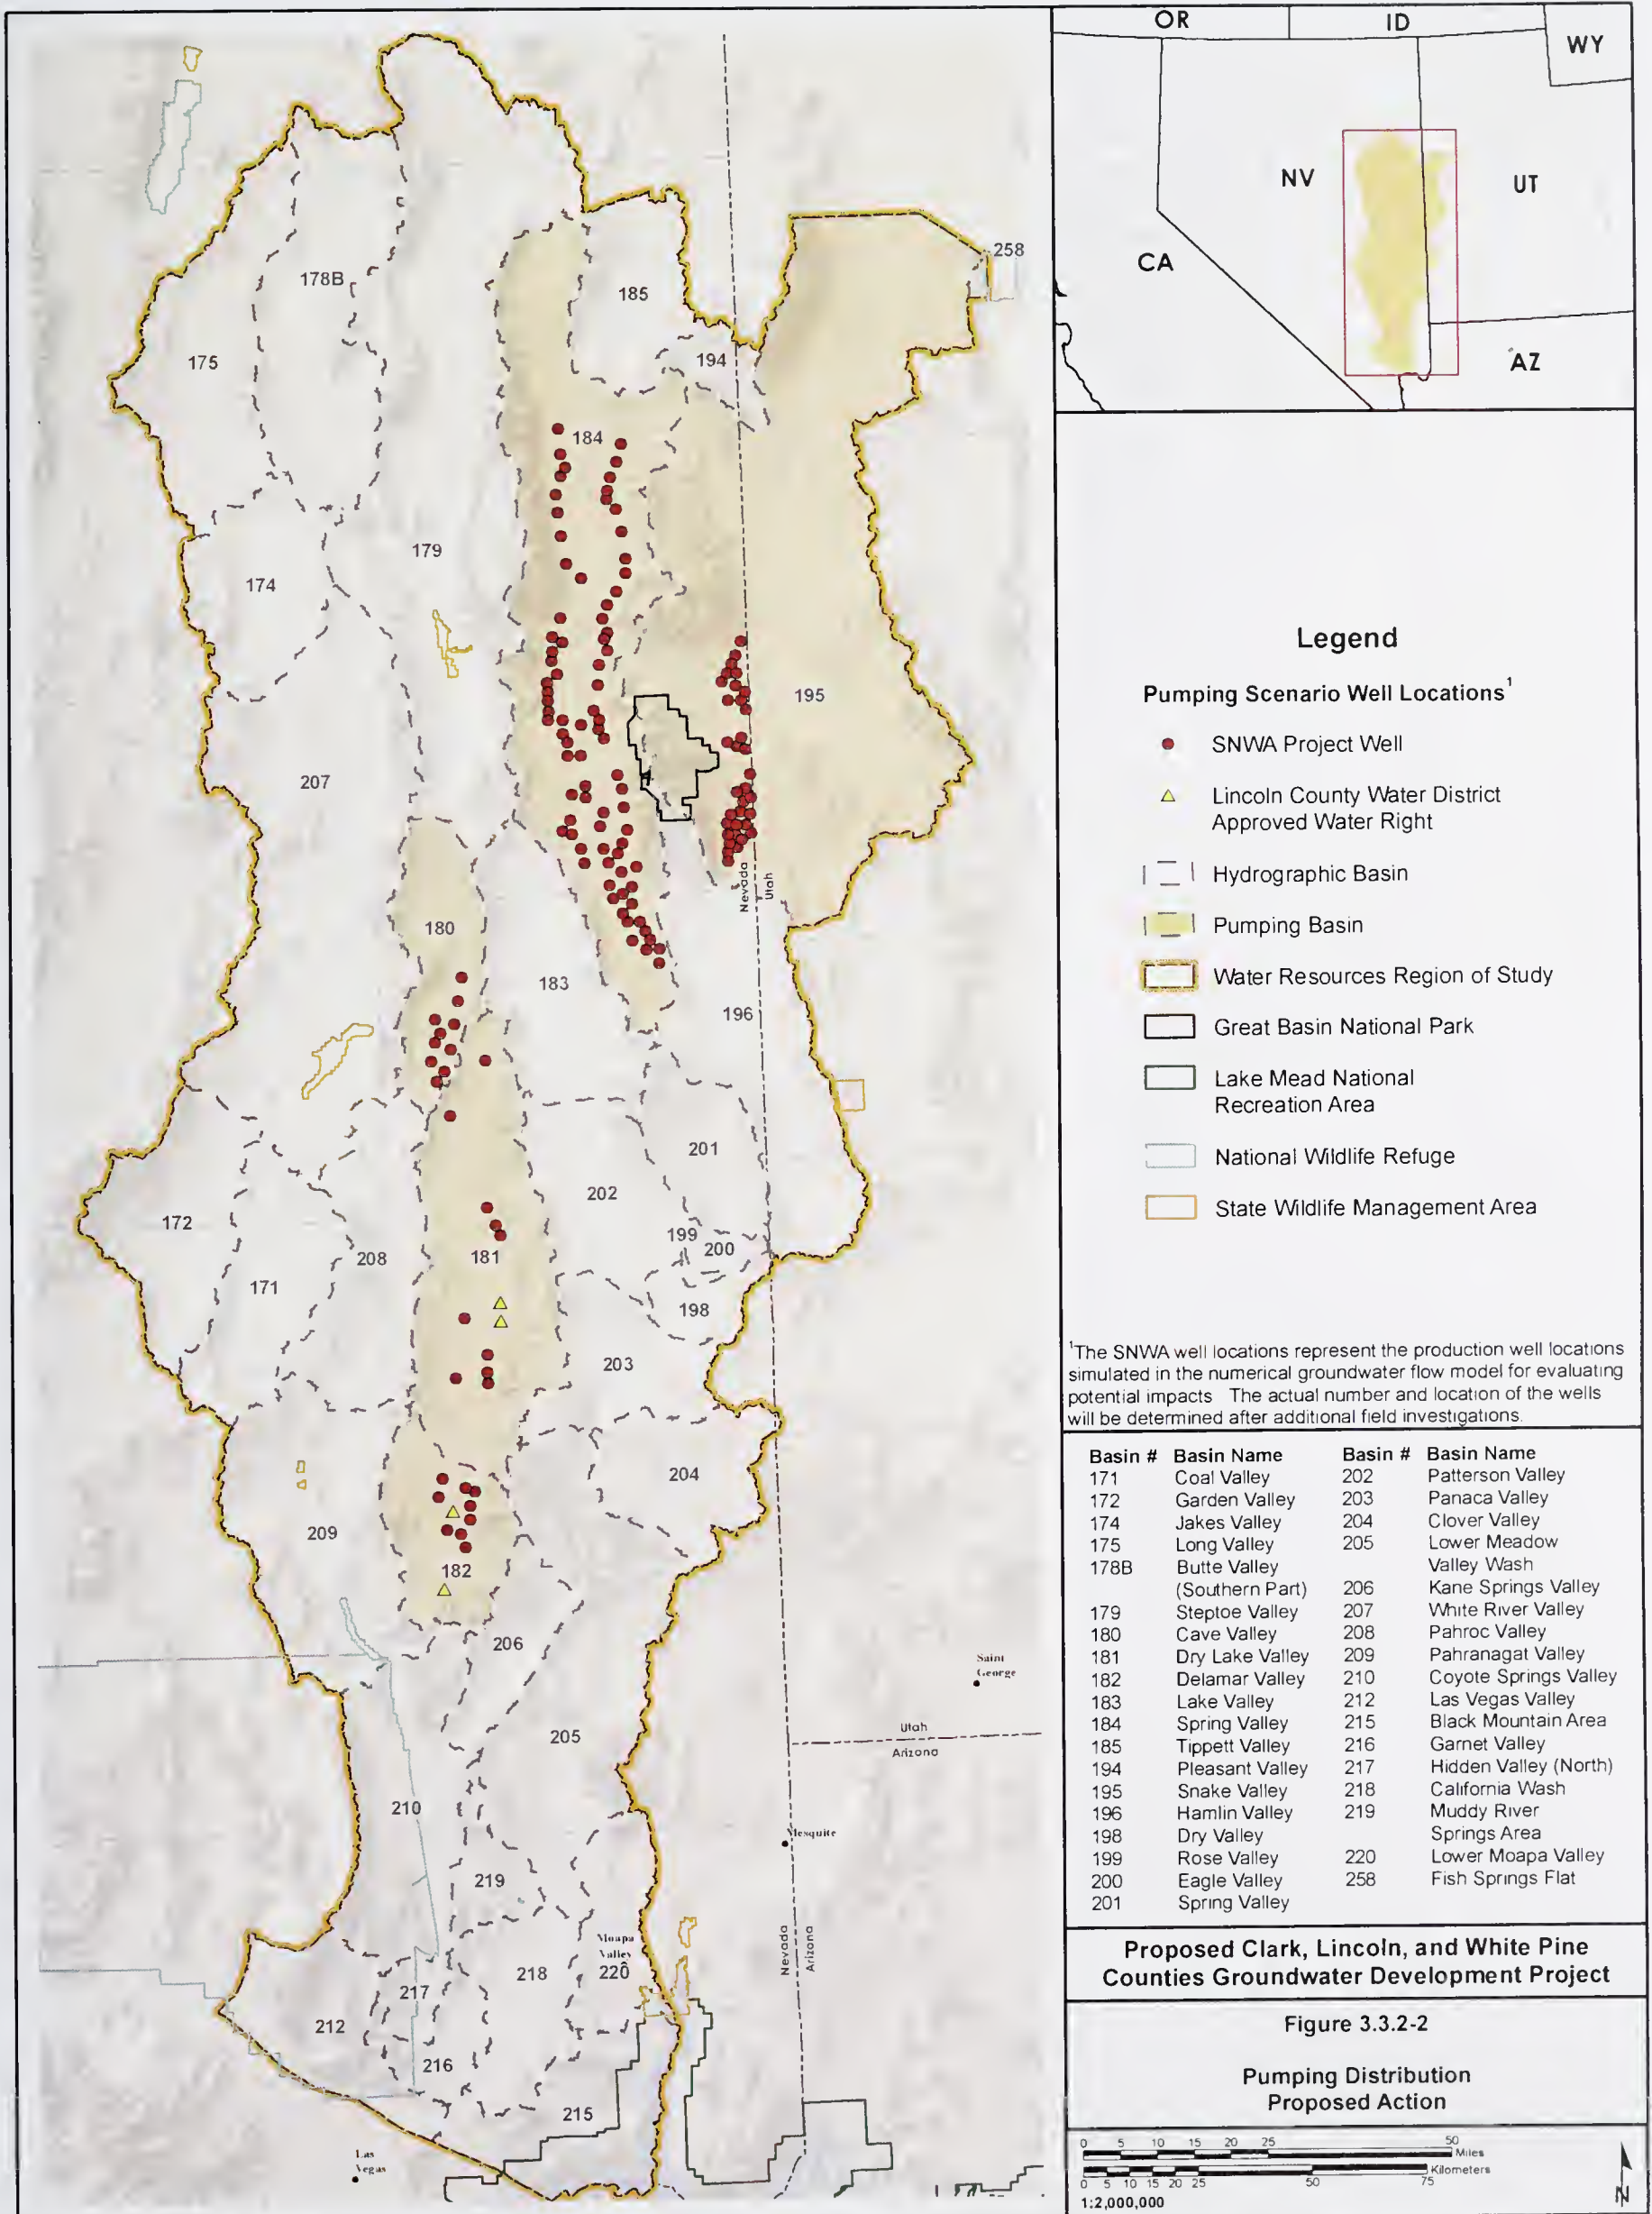 OR
ID
WY
NV
UT
CA
AZ
258
178B
185
175
194
184
179
174
195
207
180
183
196
Nevada
Utah
201
202
172
199
200
208
181
171
198
203
204
209
182
206
Saint
George
Utah
Arizona
205
210
Mesquite
219
Moapa
Valley
220
218
217
Nevada
Arizona
212
216
215
Las
Vegas
Legend
Pumping Scenario Well Locations1
SNWA Project Well
Lincoln County Water District
Approved Water Right
Hydrographic Basin
Pumping Basin
Water Resources Region of Study
Great Basin National Park
Lake Mead National
Recreation Area
National Wildlife Refuge
State Wildlife Management Area
1The SNWA well locations represent the production well locations
simulated in the numerical groundwater flow model for evaluating
potential impacts The actual number and location of the wells
will be determined after additional field investigations.
Basin # Basin Name Basin # Basin Name
171 Coal Valley 202 Patterson Valley
172 Garden Valley 203 Panaca Valley
174 Jakes Valley 204 Clover Valley
175 Long Valley 205 Lower Meadow
178B Butte Valley Valley Wash
(Southern Part) 206 Kane Springs Valley
179 Steptoe Valley 207 White River Valley
180 Cave Valley 208 Pahroc Valley
181 Dry Lake Valley 209 Pahranagat Valley
182 Delamar Valley 210 Coyote Springs Valley
183 Lake Valley 212 Las Vegas Valley
184 Spring Valley 215 Black Mountain Area
185 Tippett Valley 216 Garnet Valley
194 Pleasant Valley 217 Hidden Valley (North)
195 Snake Valley 218 California Wash
196 Hamlin Valley 219 Muddy River
198 Dry Valley Springs Area
199 Rose Valley 220 Lower Moapa Valley
200 Eagle Valley 258 Fish Springs Flat
201 Spring Valley
Proposed Clark, Lincoln, and White Pine
Counties Groundwater Development Project
Figure 3.3.2-2
Pumping Distribution
Proposed Action
0 5 10 15 20 25 50
Miles
Kilometers
0 5 10 15 20 25 50 75
1:2,000,000
N